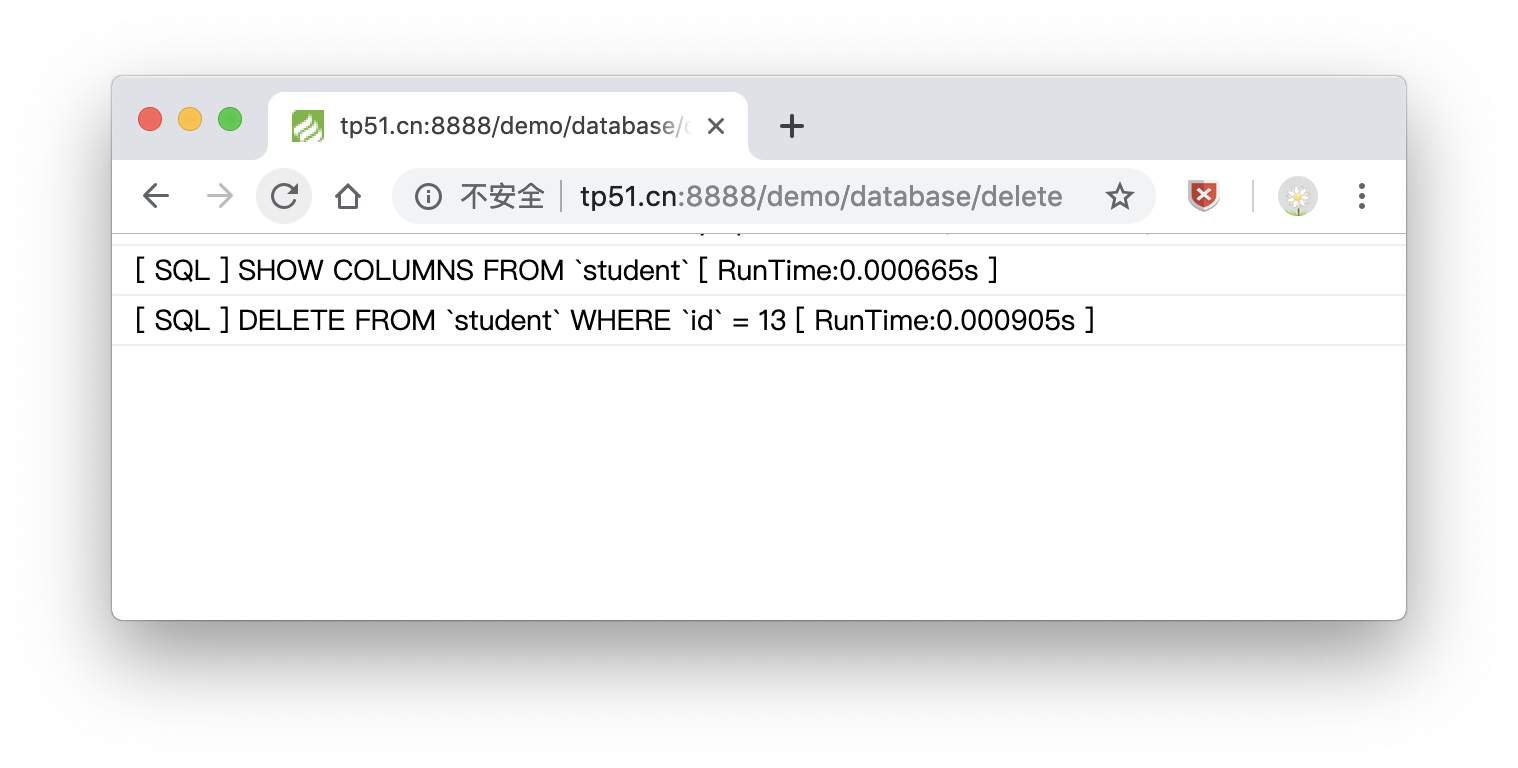 tp51.cn:8888/demo/database/
不安全 tp51.cn:8888/demo/database/delete
[ SQL ] SHOW COLUMNS FROM `student` [ RunTime:0.000665s ]
[ SQL ] DELETE FROM `student` WHERE `id` = 13 [ RunTime:0.000905s ]